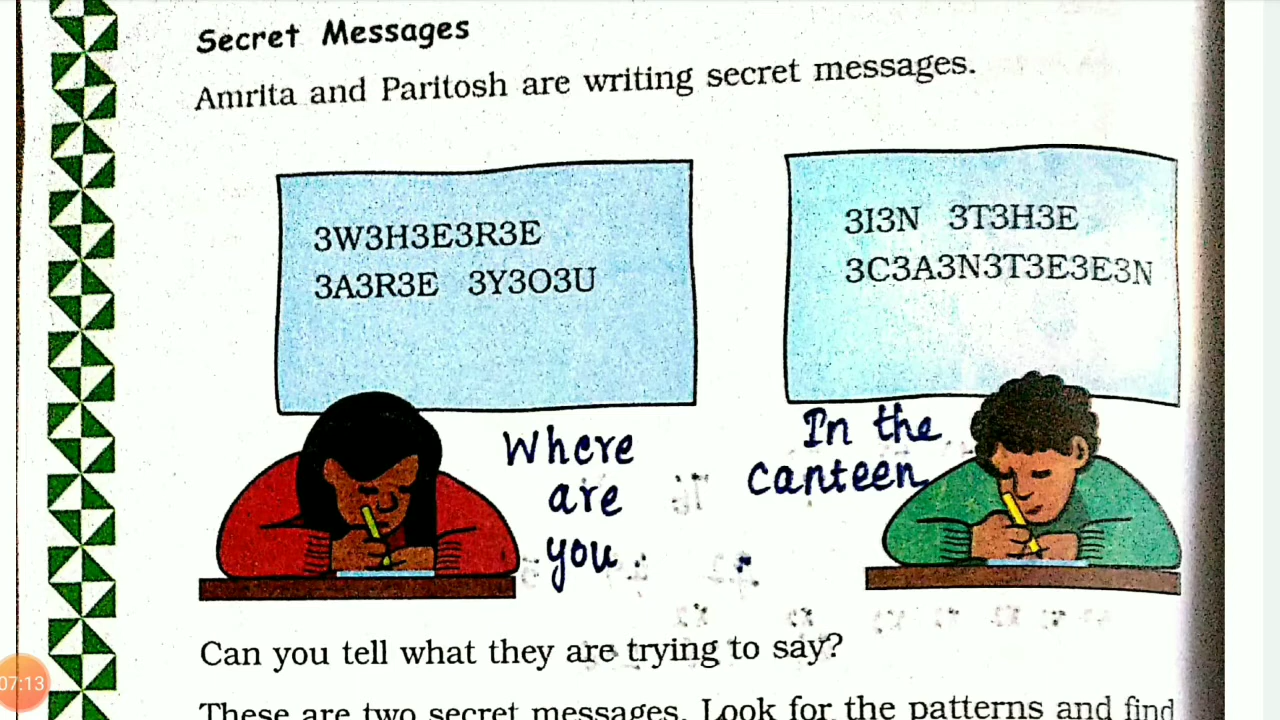 Secret Messages
Amrita and Paritosh are writing secret messages.
3W3H3E3R3E
3A3R3E 3Y3O3U
3I3N 3T3H3E
3C3A3N3T3E3E3N
Where
are
you.
In the
canteen
Can you tell what they are trying to say?
These are two secret messages. Look for the patterns and find
07:13